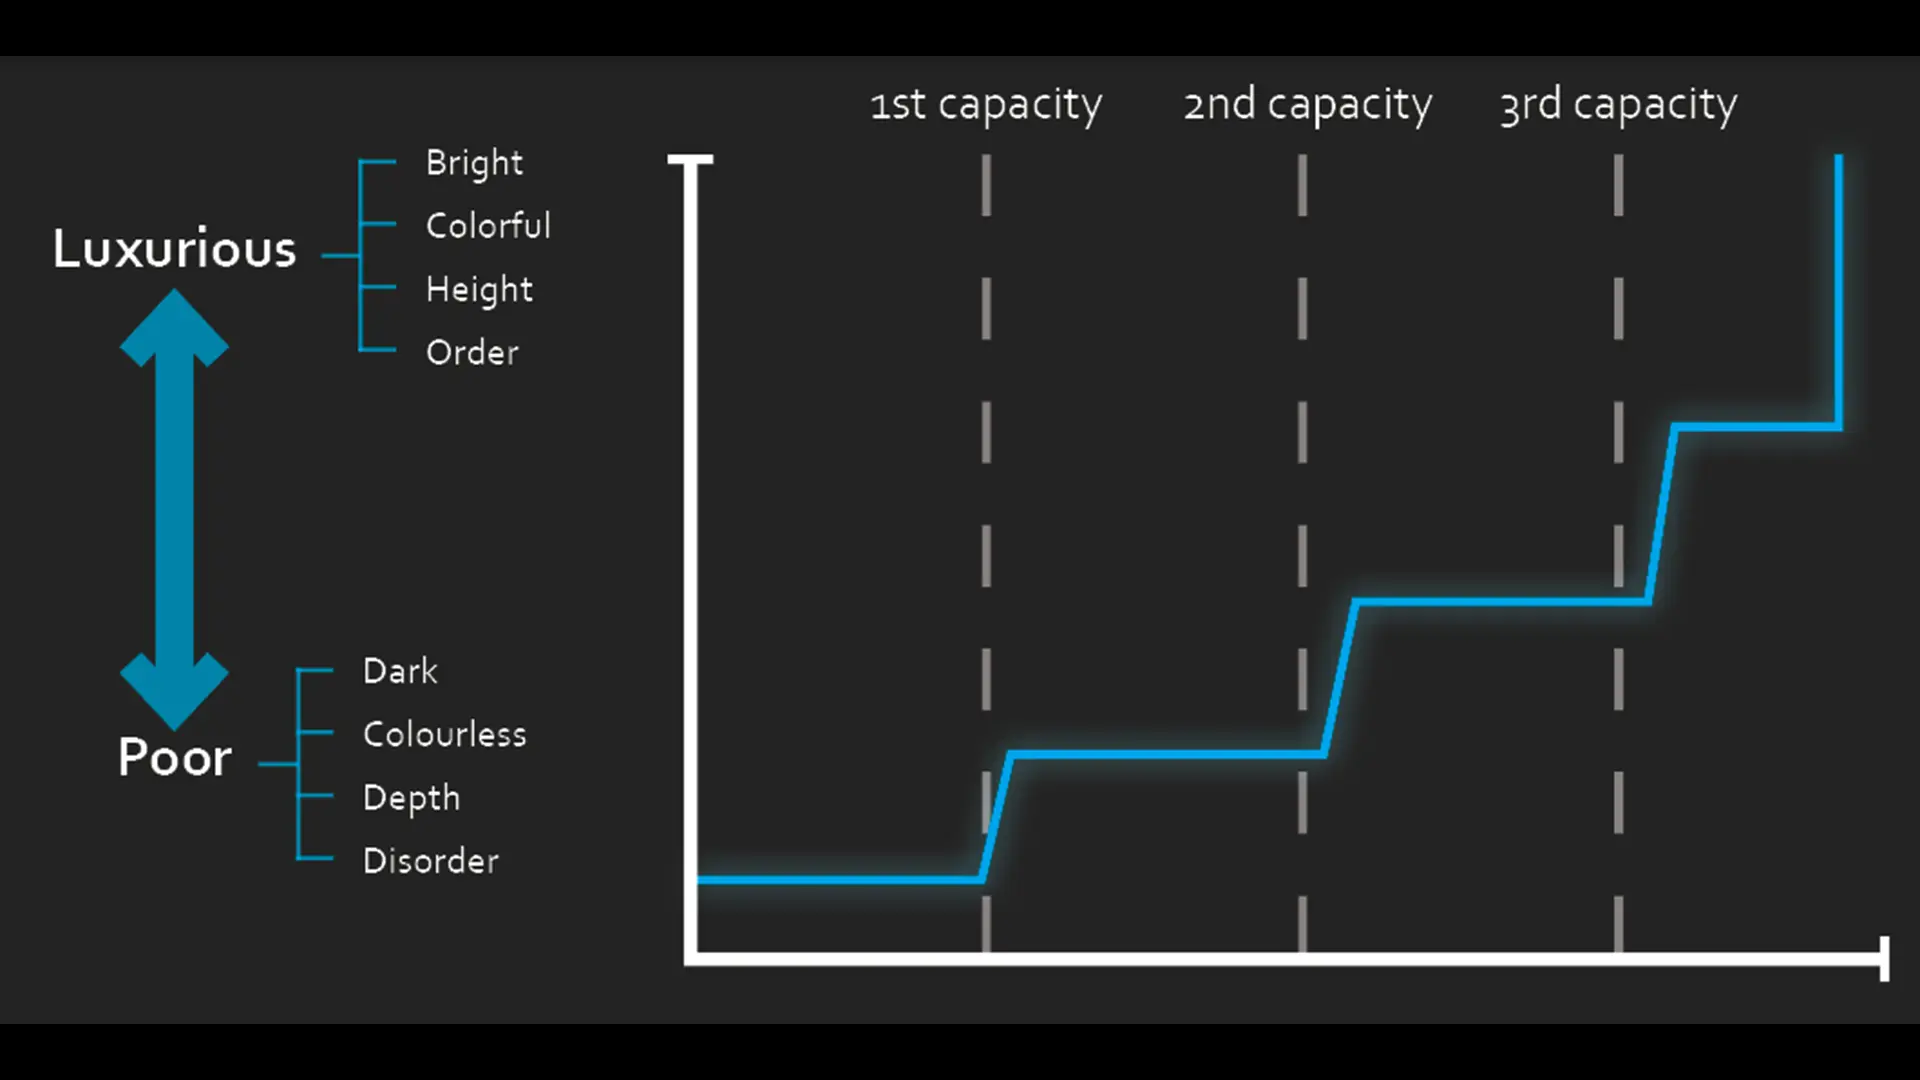 1st capacity
2nd capacity
3rd capacity
Luxurious
Bright
Colorful
Height
Order
Poor
Dark
Colourless
Depth
Disorder